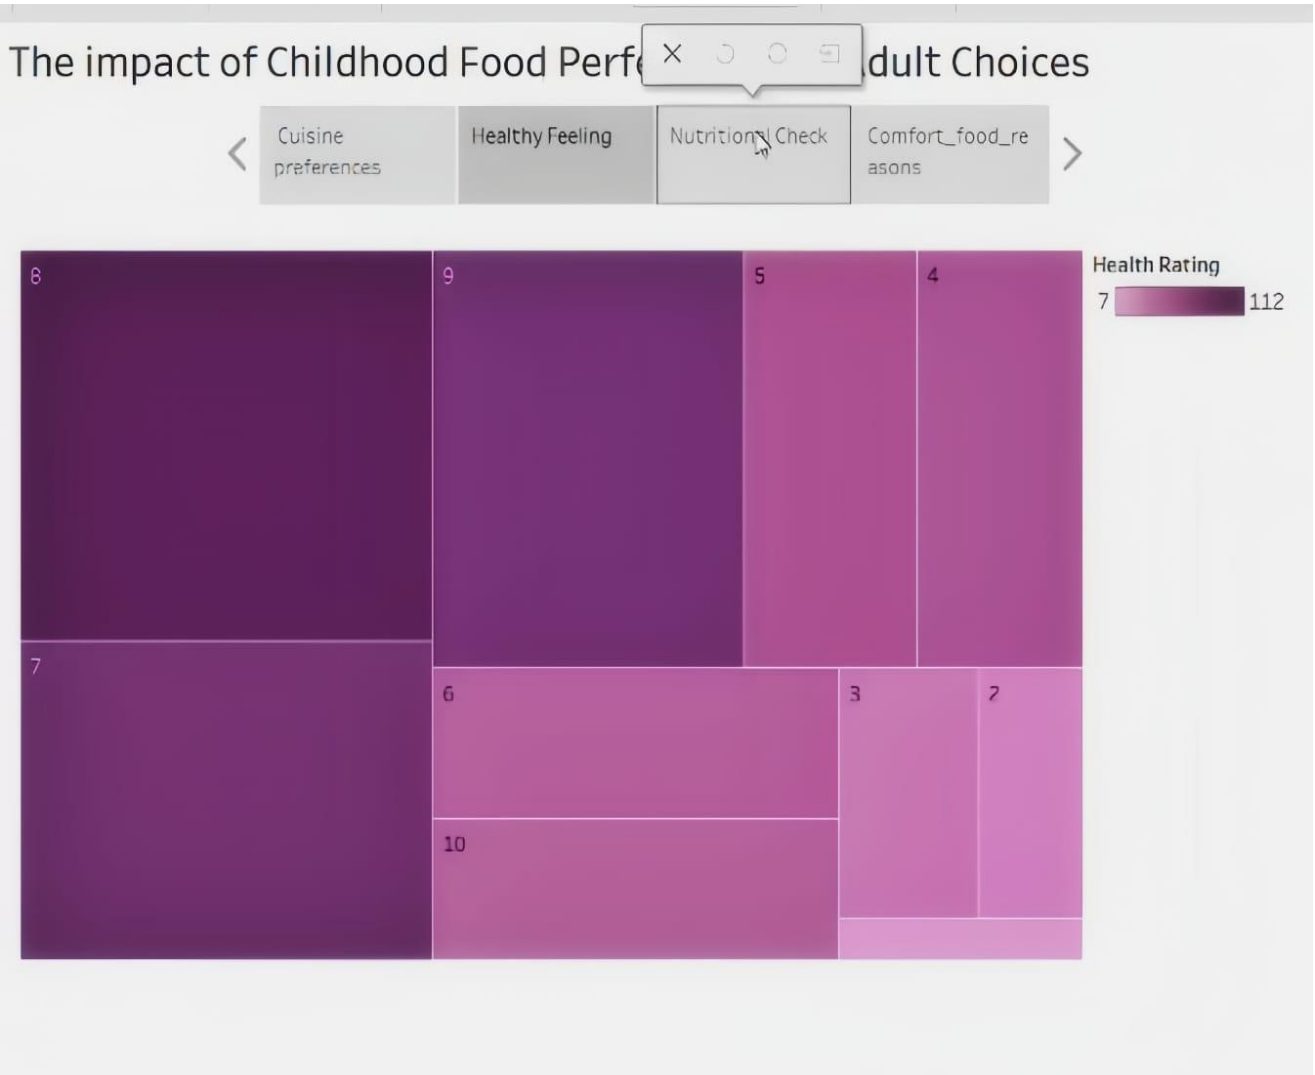 The impact of Childhood Food Perfe dult Choices
Cuisine
preferences
Healthy Feeling
Nutritional Check
Comfort_food_re
asons
8
9
5
4
Health Rating
7 112
7
6
3
2
10